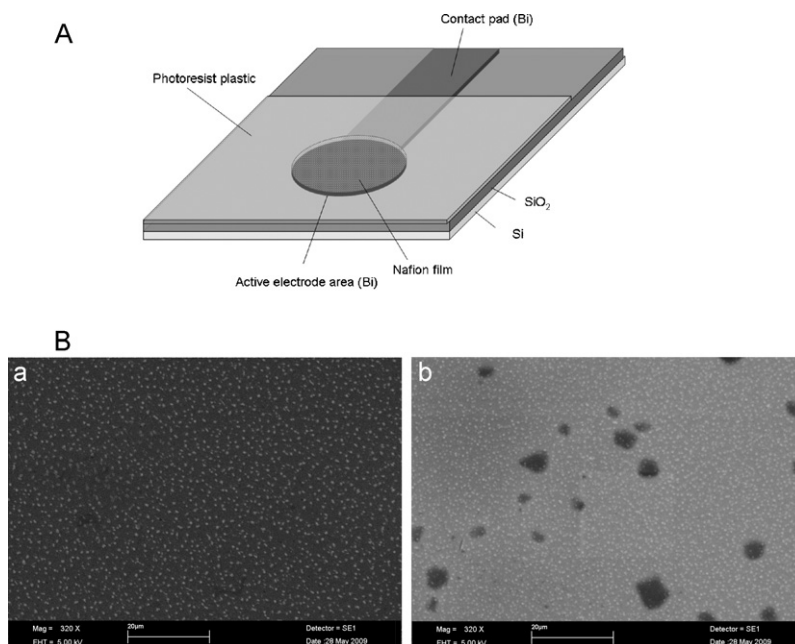 A
Contact pad (Bi)
Photoresist plastic
SiO₂
Si
Nafion film
Active electrode area (Bi)
B
a
b
Mag = 320 X
20µm
Detector = SE1
EHT = 5.00 kV
Date :28 May 2009
Mag = 320 X
20µm
Detector = SE1
EHT = 5.00 kV
Date :28 May 2009